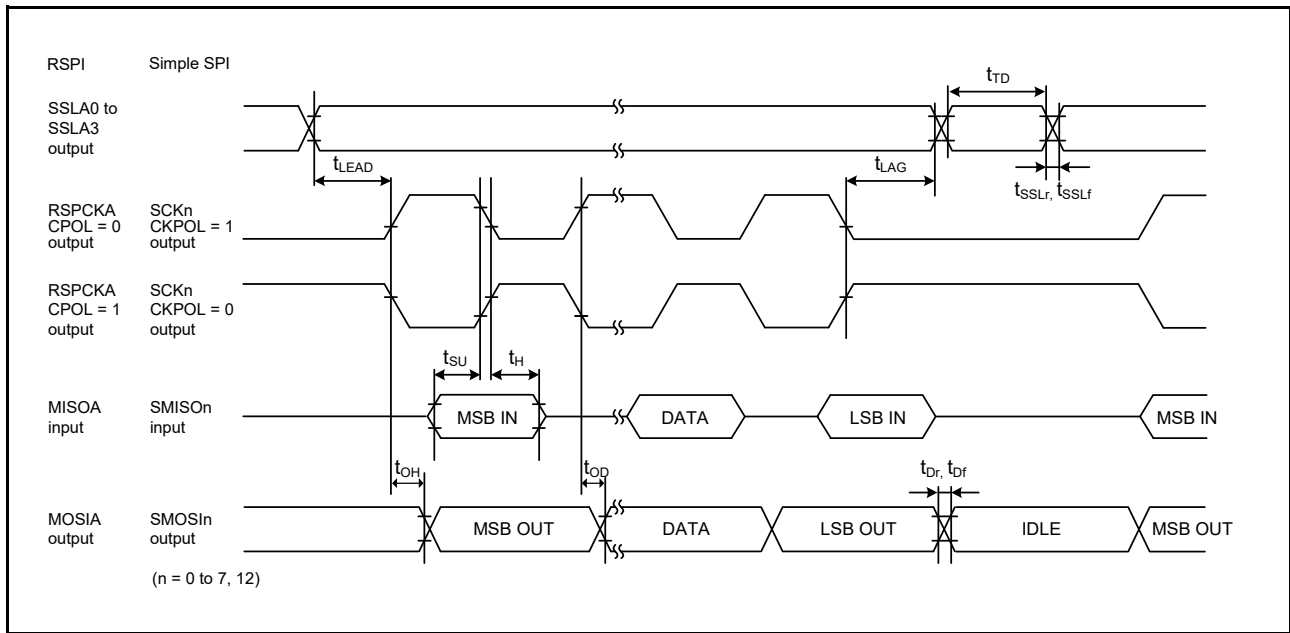 RSPI Simple SPI
SSLA0 to
SSLA3
output
tTD
tLEAD
tLAG
tSSLr, tSSLf
RSPCKA SCKn
CPOL = 0 CKPOL = 1
output output
RSPCKA SCKn
CPOL = 1 CKPOL = 0
output output
tSU tH
MISOA SMISOn
input input
MSB IN DATA LSB IN MSB IN
tOH tOD tDr, tDf
MOSIA SMOSIn
output output
MSB OUT DATA LSB OUT IDLE MSB OUT
(n = 0 to 7, 12)